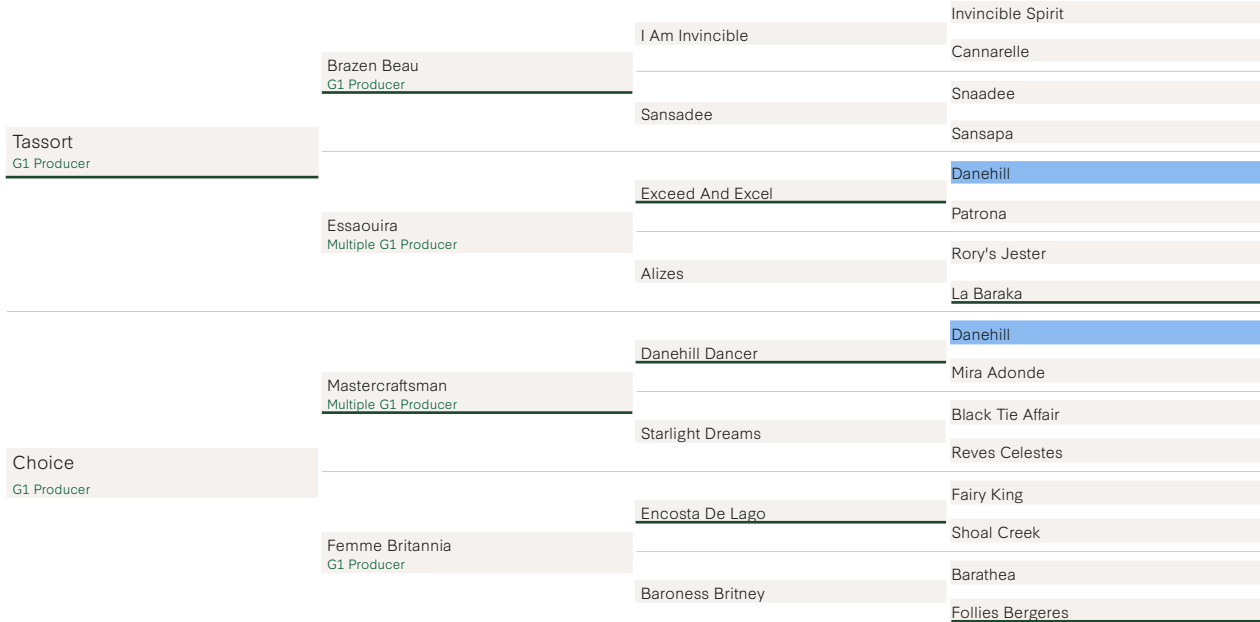 Tassort
G1 Producer
Choice
G1 Producer
Brazen Beau
G1 Producer
Essaouira
Multiple G1 Producer
Mastercraftsman
Multiple G1 Producer
Femme Britannia
G1 Producer
I Am Invincible
Sansadee
Exceed And Excel
Alizes
Danehill Dancer
Starlight Dreams
Encosta De Lago
Baroness Britney
Invincible Spirit
Cannarelle
Snaadee
Sansapa
Danehill
Patrona
Rory's Jester
La Baraka
Danehill
Mira Adonde
Black Tie Affair
Reves Celestes
Fairy King
Shoal Creek
Barathea
Follies Bergeres